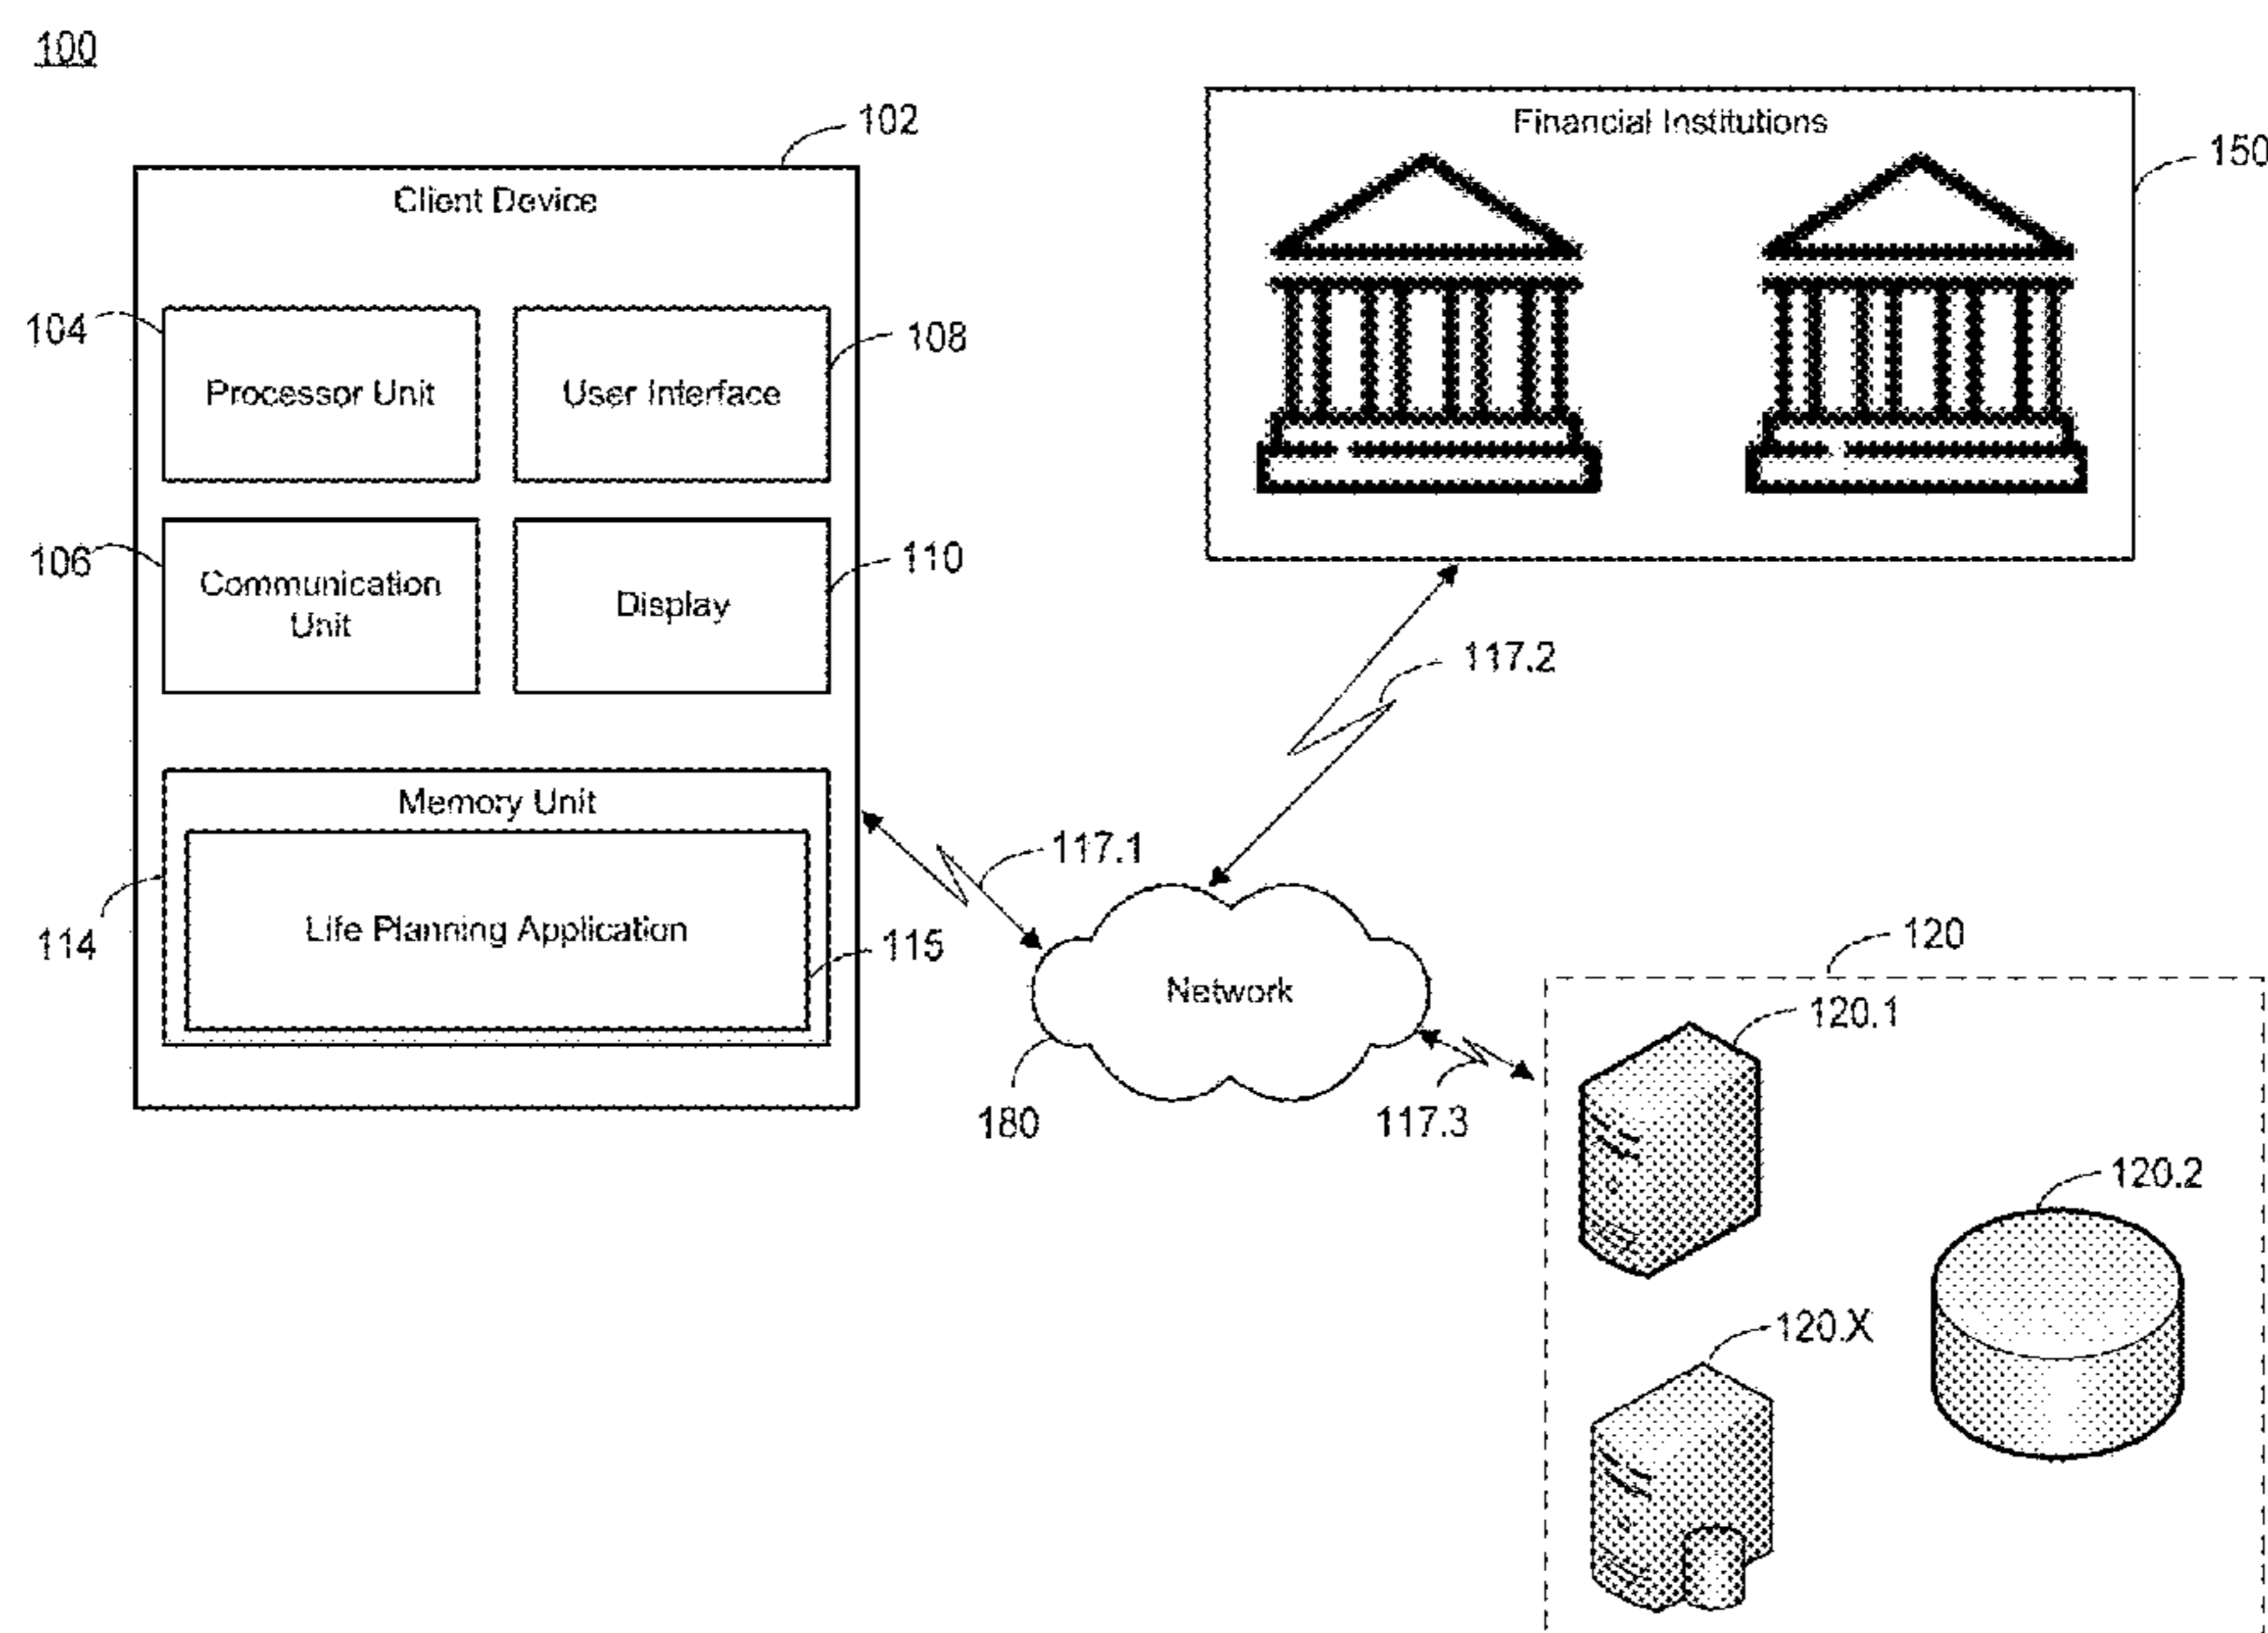 100
102
Client Device
Financial Institutions
150
104
108
Processor Unit
User Interface
106
110
Communication
Unit
Display
117.2
Memory Unit
117.1
Life Planning Application
114
115
120
Network
120.1
180
117.3
120.2
120.X